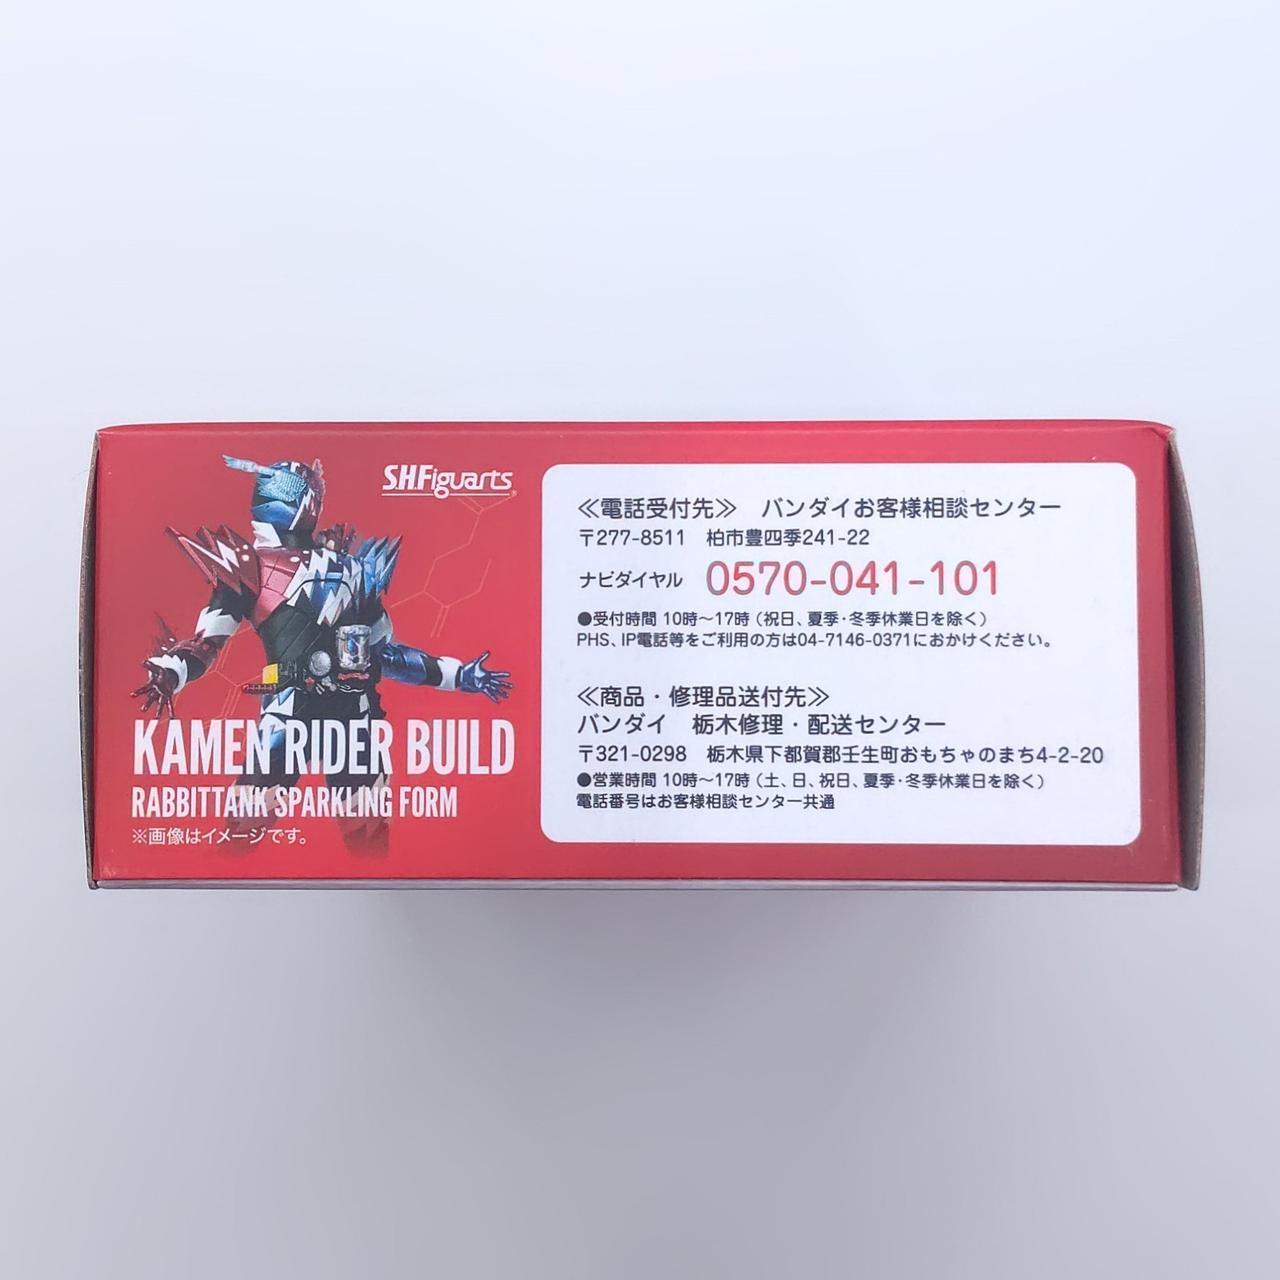 S.H.Figuarts
KAMEN RIDER BUILD
RABBITTANK SPARKLING FORM
※画像はイメージです。
≪電話受付先≫ バンダイお客様相談センター
〒277-8511 柏市豊四季241-22
ナビダイヤル 0570-041-101
●受付時間 10時～17時（祝日、夏季・冬季休業日を除く）
PHS、IP電話等をご利用の方は04-7146-0371におかけください。
≪商品・修理品送付先≫
バンダイ 栃木修理・配送センター
〒321-0298 栃木県下都賀郡壬生町おもちゃのまち4-2-20
●営業時間 10時～17時（土、日、祝日、夏季・冬季休業日を除く）
電話番号はお客様相談センター共通